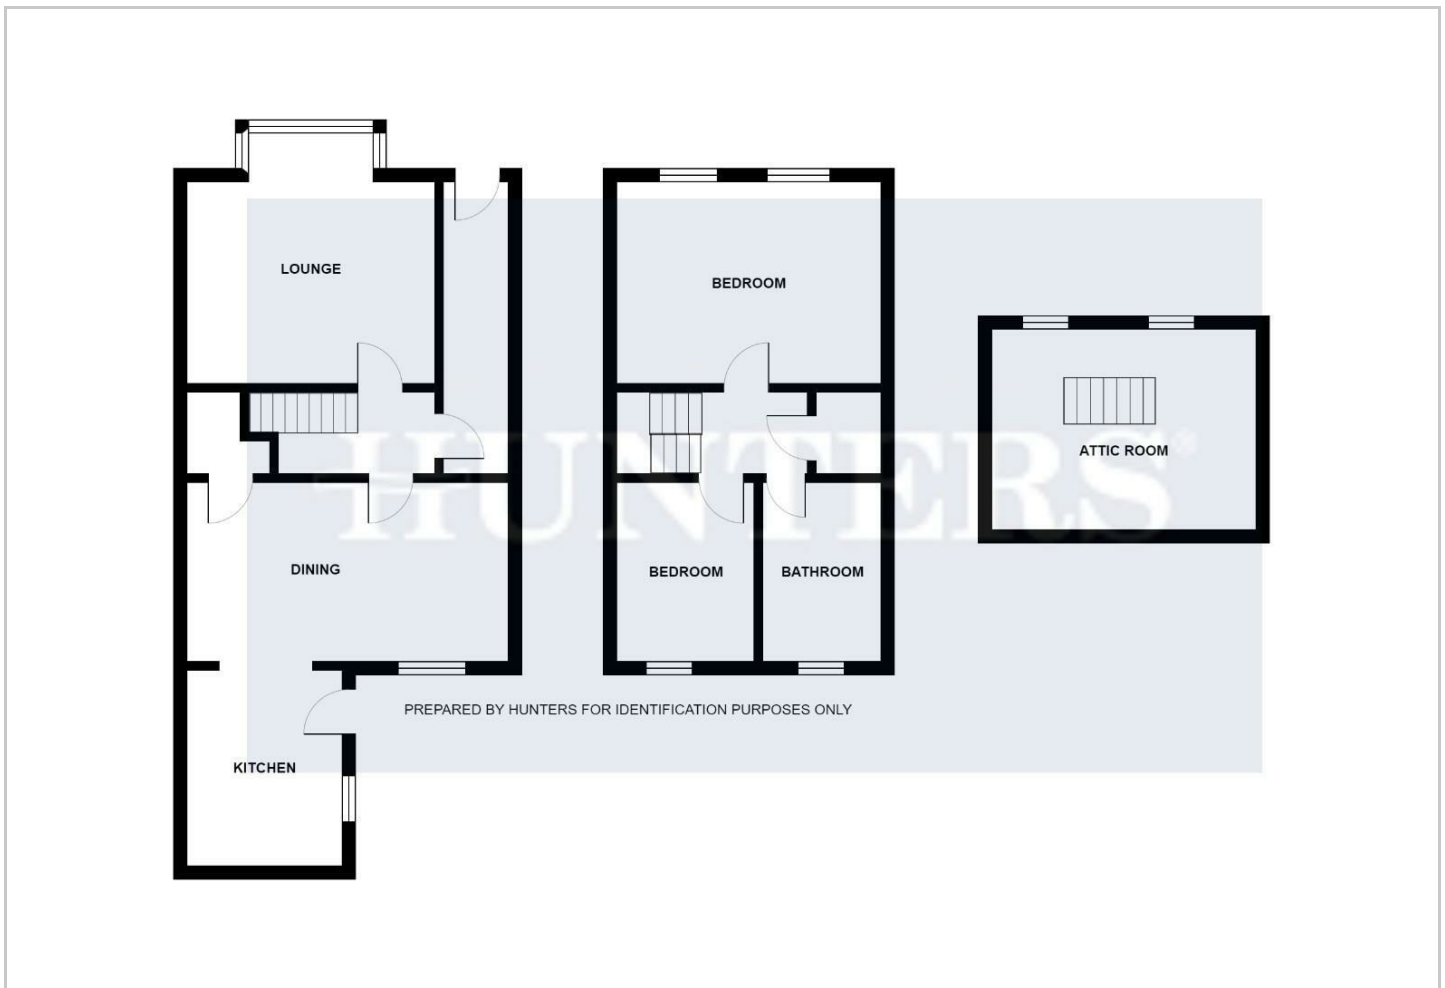 LOUNGE
BEDROOM
ATTIC ROOM
HUNTERS®
DINING
BEDROOM
BATHROOM
PREPARED BY HUNTERS FOR IDENTIFICATION PURPOSES ONLY
KITCHEN